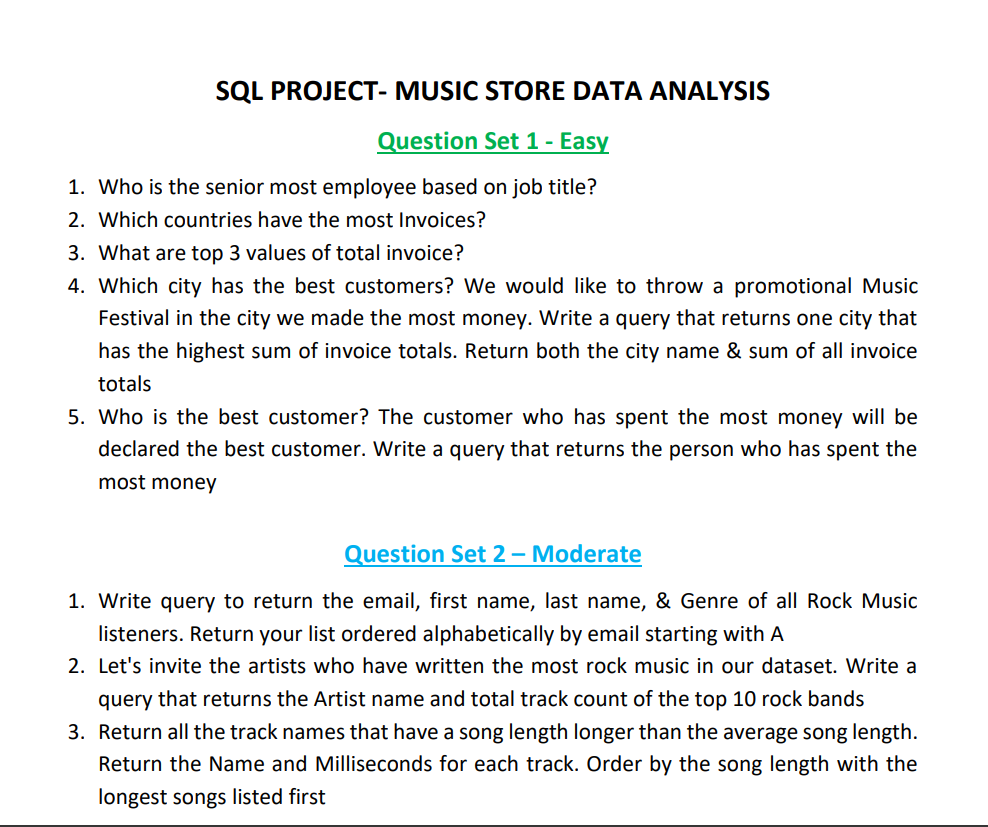 SQL PROJECT- MUSIC STORE DATA ANALYSIS
Question Set 1 - Easy
1. Who is the senior most employee based on job title?
2. Which countries have the most Invoices?
3. What are top 3 values of total invoice?
4. Which city has the best customers? We would like to throw a promotional Music
Festival in the city we made the most money. Write a query that returns one city that
has the highest sum of invoice totals. Return both the city name & sum of all invoice
totals
5. Who is the best customer? The customer who has spent the most money will be
declared the best customer. Write a query that returns the person who has spent the
most money
Question Set 2 – Moderate
1. Write query to return the email, first name, last name, & Genre of all Rock Music
listeners. Return your list ordered alphabetically by email starting with A
2. Let's invite the artists who have written the most rock music in our dataset. Write a
query that returns the Artist name and total track count of the top 10 rock bands
3. Return all the track names that have a song length longer than the average song length.
Return the Name and Milliseconds for each track. Order by the song length with the
longest songs listed first